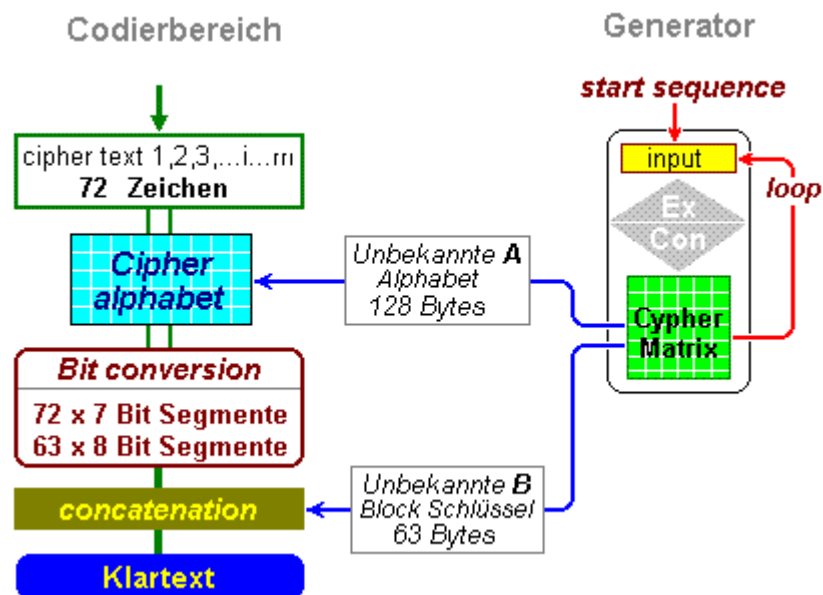 Codierbereich
Generator
start sequence
cipher text 1,2,3,...i...m
72 Zeichen
input
loop
Ex
Con
Cipher
alphabet
Unbekannte A
Alphabet
128 Bytes
Cypher
Matrix
Bit conversion
72 x 7 Bit Segmente
63 x 8 Bit Segmente
Unbekannte B
Block Schlüssel
63 Bytes
concatenation
Klartext